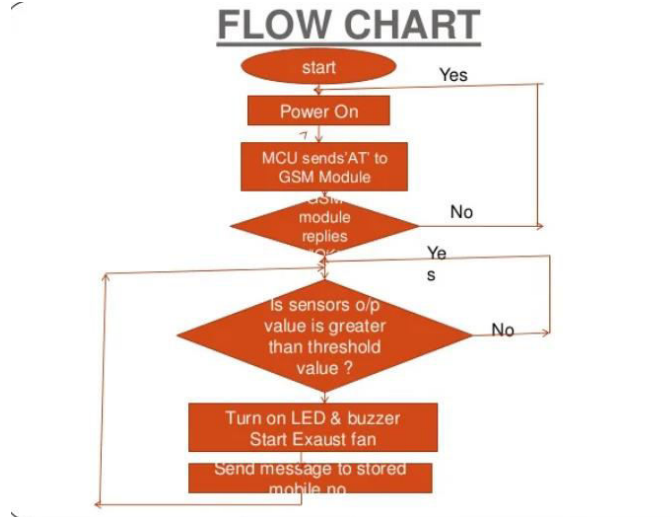 FLOW CHART
start
Yes
Power On
MCU sends'AT' to
GSM Module
GSM
module
replies
"OK"
No
Ye
s
Is sensors o/p
value is greater
than threshold
value ?
No
Turn on LED & buzzer
Start Exaust fan
Send message to stored
mobile no